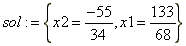 sol := { x2 = -55/34, x1 = 133/68 }